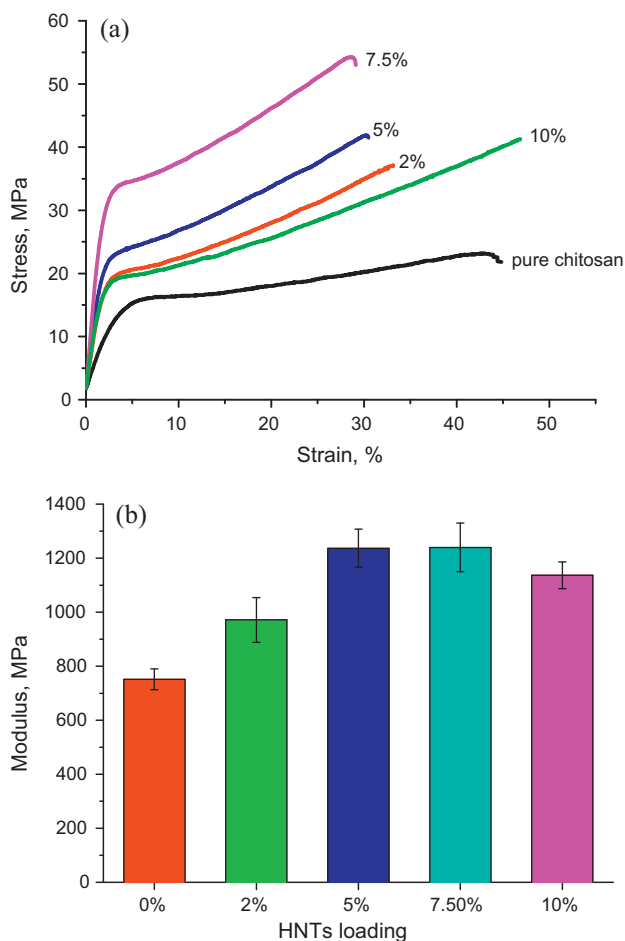 (a)
60
50
40
30
20
10
0
Stress, MPa
7.5%
5%
10%
2%
pure chitosan
0 10 20 30 40 50
Strain, %
(b)
1400
1200
1000
800
600
400
200
0
Modulus, MPa
0% 2% 5% 7.50% 10%
HNTs loading